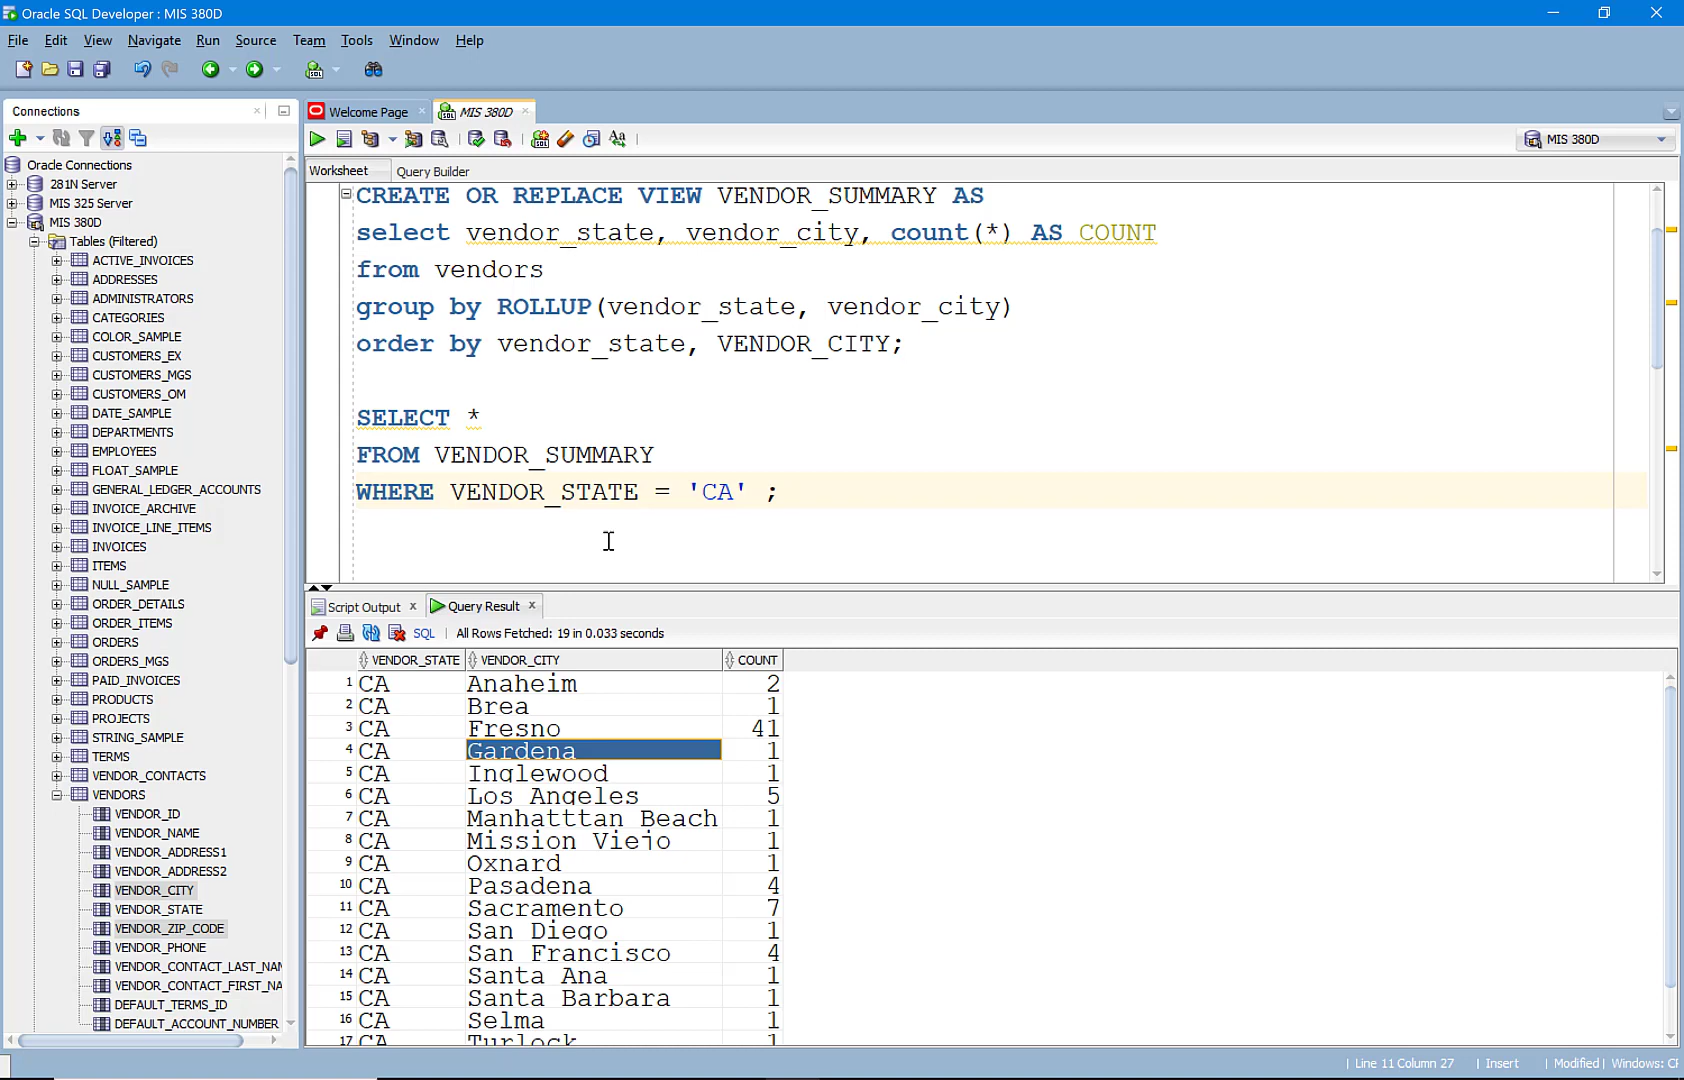 Oracle SQL Developer : MIS 380D
File Edit View Navigate Run Source Team Tools Window Help
Connections
Welcome Page
MIS 380D
MIS 380D
Worksheet
Query Builder
Oracle Connections
281N Server
MIS 325 Server
MIS 380D
Tables (Filtered)
ACTIVE_INVOICES
ADDRESSES
ADMINISTRATORS
CATEGORIES
COLOR_SAMPLE
CUSTOMERS_EX
CUSTOMERS_MGS
CUSTOMERS_OM
DATE_SAMPLE
DEPARTMENTS
EMPLOYEES
FLOAT_SAMPLE
GENERAL_LEDGER_ACCOUNTS
INVOICE_ARCHIVE
INVOICE_LINE_ITEMS
INVOICES
ITEMS
NULL_SAMPLE
ORDER_DETAILS
ORDER_ITEMS
ORDERS
ORDERS_MGS
PAID_INVOICES
PRODUCTS
PROJECTS
STRING_SAMPLE
TERMS
VENDOR_CONTACTS
VENDORS
VENDOR_ID
VENDOR_NAME
VENDOR_ADDRESS1
VENDOR_ADDRESS2
VENDOR_CITY
VENDOR_STATE
VENDOR_ZIP_CODE
VENDOR_PHONE
VENDOR_CONTACT_LAST_NAM
VENDOR_CONTACT_FIRST_NA
DEFAULT_TERMS_ID
DEFAULT_ACCOUNT_NUMBER
CREATE OR REPLACE VIEW VENDOR_SUMMARY AS
select vendor_state, vendor_city, count(*) AS COUNT
from vendors
group by ROLLUP(vendor_state, vendor_city)
order by vendor_state, VENDOR_CITY;
SELECT *
FROM VENDOR_SUMMARY
WHERE VENDOR_STATE = 'CA' ;
Script Output
Query Result
SQL
All Rows Fetched: 19 in 0.033 seconds
VENDOR_STATE VENDOR_CITY COUNT
1 CA Anaheim 2
2 CA Brea 1
3 CA Fresno 41
4 CA Gardena 1
5 CA Inglewood 1
6 CA Los Angeles 5
7 CA Manhatttan Beach 1
8 CA Mission Viejo 1
9 CA Oxnard 1
10 CA Pasadena 4
11 CA Sacramento 7
12 CA San Diego 1
13 CA San Francisco 4
14 CA Santa Ana 1
15 CA Santa Barbara 1
16 CA Selma 1
17 CA Turlock 1
Line 11 Column 27 Insert Modified Windows: CF